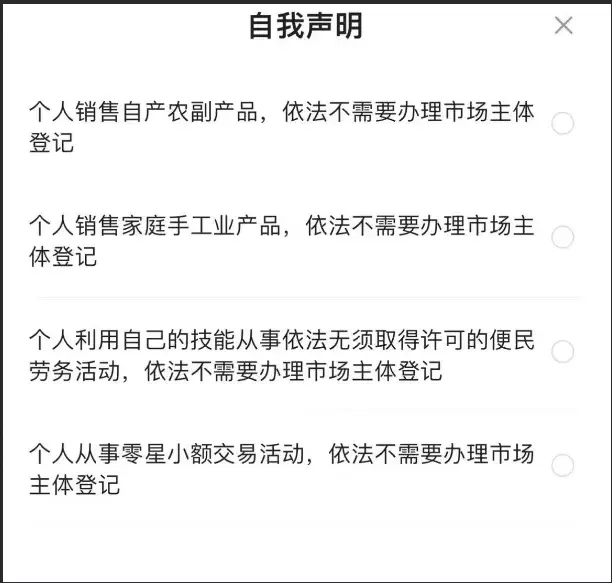 自我声明
个人销售自产农副产品，依法不需要办理市场主体
登记
个人销售家庭手工业产品，依法不需要办理市场主
体登记
个人利用自己的技能从事依法无须取得许可的便民
劳务活动，依法不需要办理市场主体登记
个人从事零星小额交易活动，依法不需要办理市场
主体登记